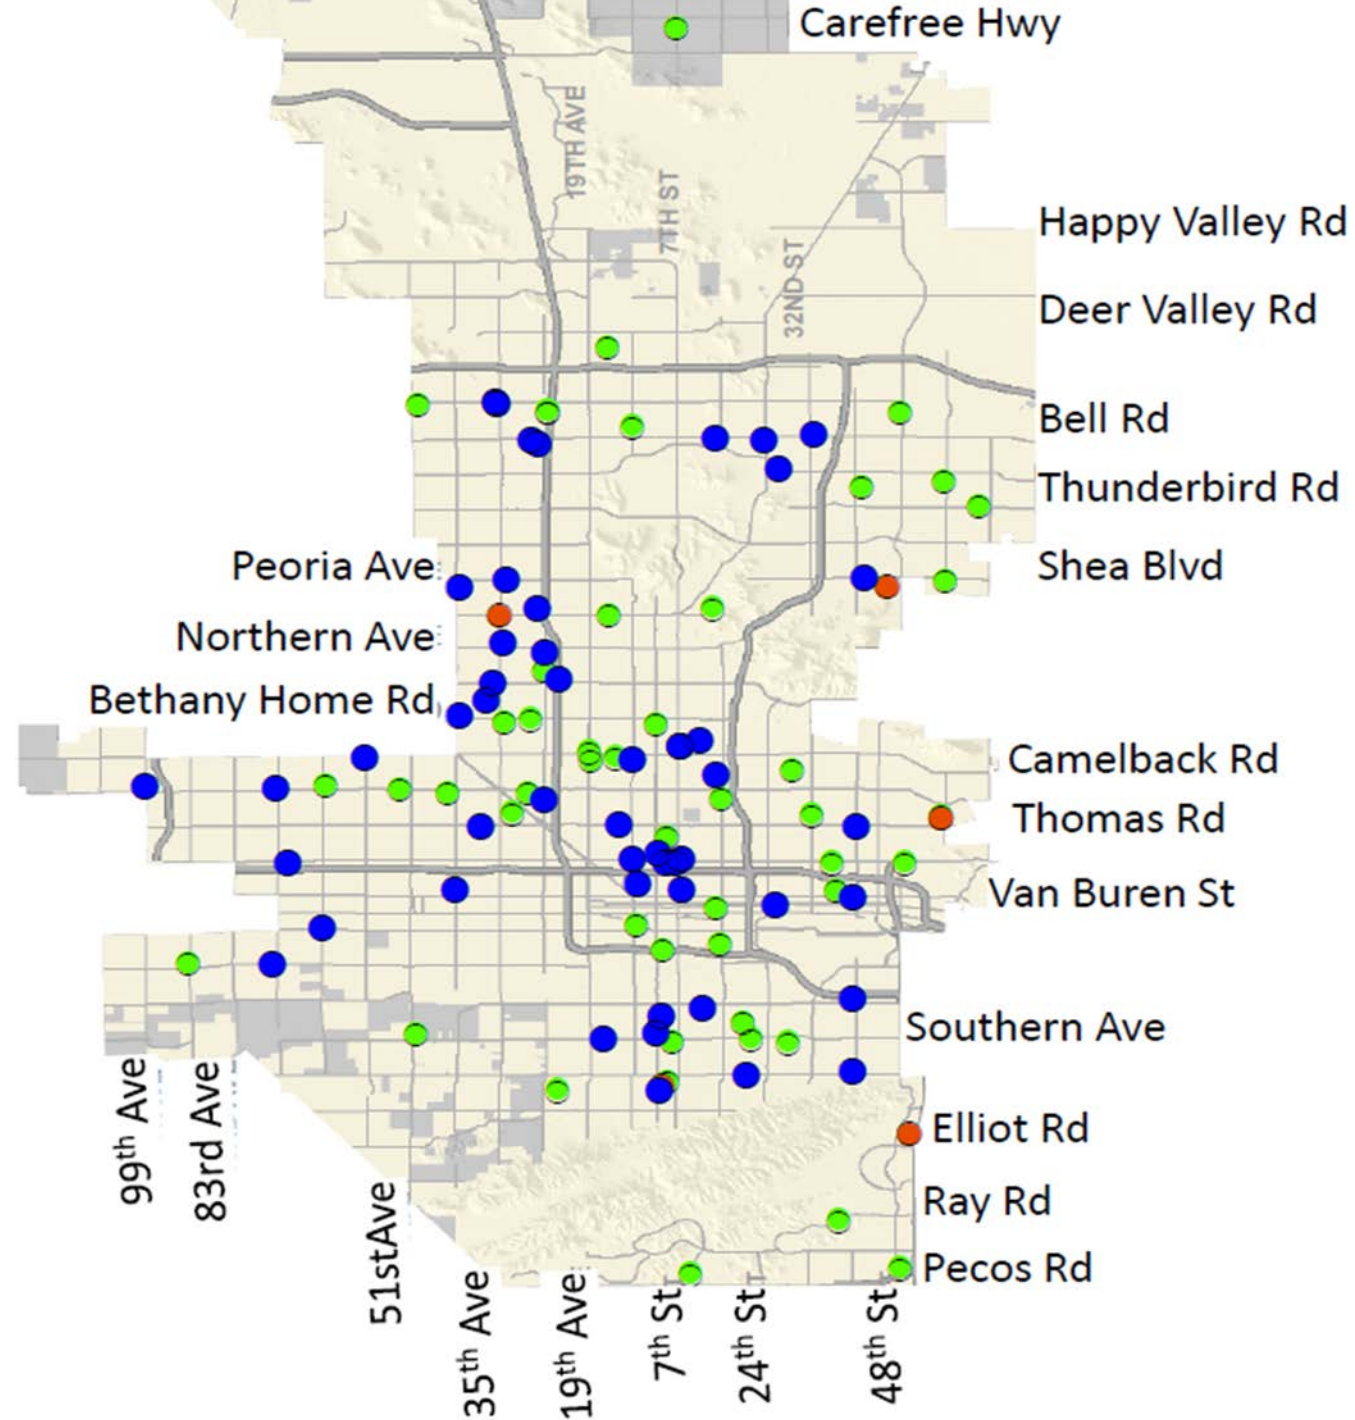 Carefree Hwy
19TH AVE
7TH ST
32ND ST
Happy Valley Rd
Deer Valley Rd
Bell Rd
Thunderbird Rd
Peoria Ave
Shea Blvd
Northern Ave
Bethany Home Rd
Camelback Rd
Thomas Rd
Van Buren St
Southern Ave
99th Ave
83rd Ave
Elliot Rd
51stAve
Ray Rd
Pecos Rd
35th Ave
19th Ave
7th St
24th St
48th St